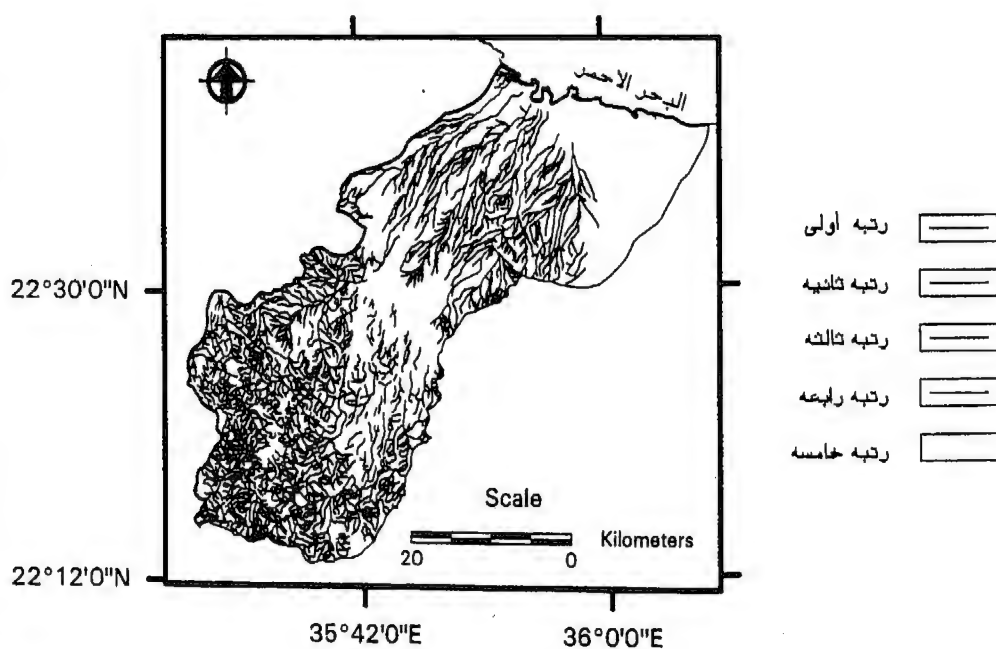 البحر الاحمر
رتبه أولى
رتبه ثانيه
رتبه ثالثه
رتبه رابعه
رتبه خامسه
22°30'0"N
22°12'0"N
Scale
Kilometers
20 0
35°42'0"E 36°0'0"E